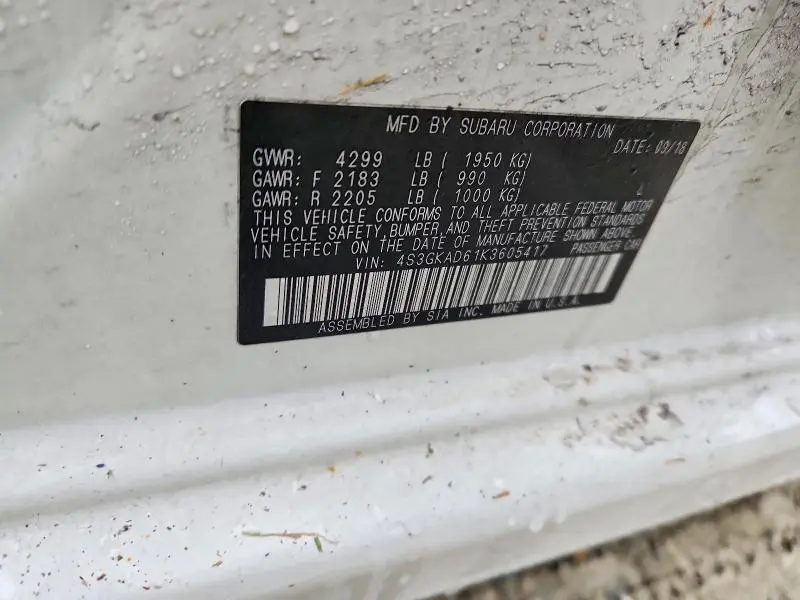 MFD BY SUBARU CORPORATION
DATE: 09/18
GVWR: 4299 LB ( 1950 KG)
GAWR: F 2183 LB ( 990 KG)
GAWR: R 2205 LB ( 1000 KG)
THIS VEHICLE CONFORMS TO ALL APPLICABLE FEDERAL MOTOR
VEHICLE SAFETY, BUMPER, AND THEFT PREVENTION STANDARDS
IN EFFECT ON THE DATE OF MANUFACTURE SHOWN ABOVE.
VIN: 4S3GKAD61K3605417 PASSENGER CAR
ASSEMBLED BY SIA INC. MADE IN U.S.A.